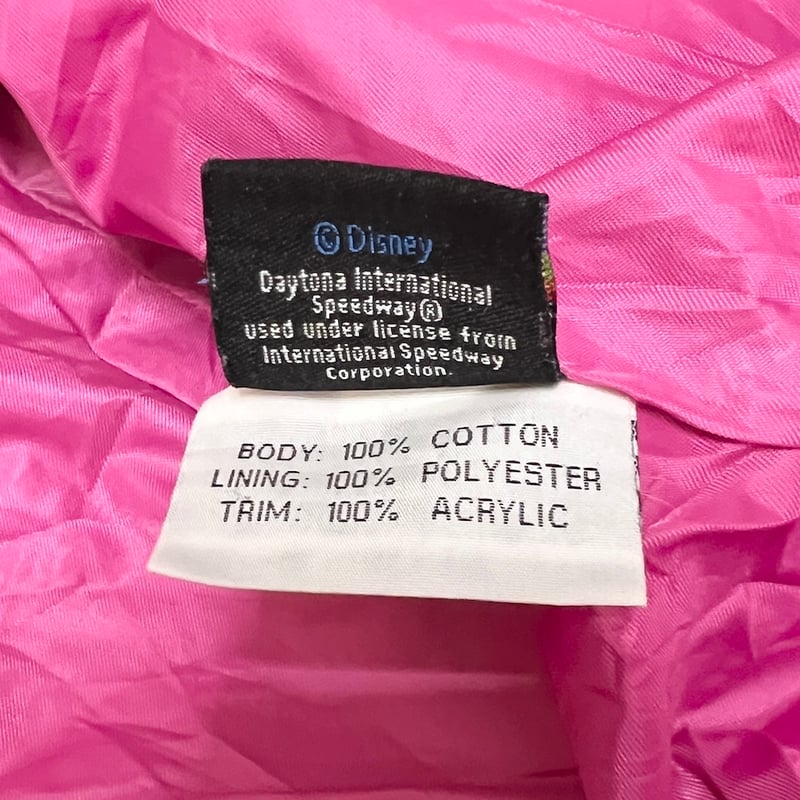 © Disney
Daytona International
Speedway®
used under license from
International Speedway
Corporation.
BODY: 100% COTTON
LINING: 100% POLYESTER
TRIM: 100% ACRYLIC